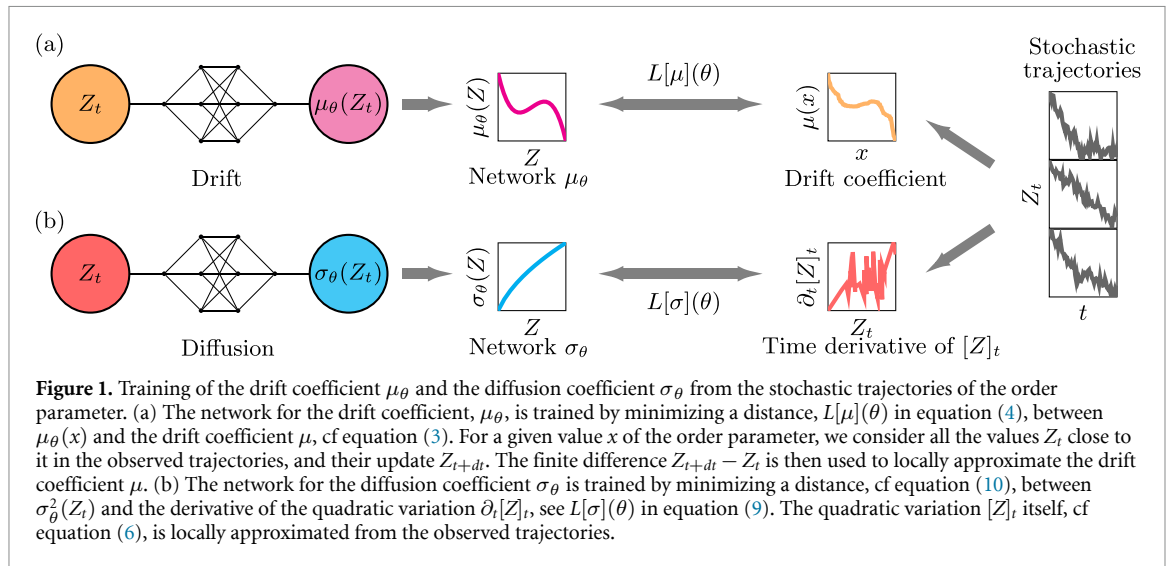 (a)
Z_t
μ_θ(Z_t)
Drift
μ_θ(Z)
Z
Network μ_θ
L[μ](θ)
μ(x)
x
Drift coefficient
Stochastic
trajectories
Z_t
t
(b)
Z_t
σ_θ(Z_t)
Diffusion
σ_θ(Z)
Z
Network σ_θ
L[σ](θ)
∂_t[Z]_t
Z_t
Time derivative of [Z]_t
Figure 1. Training of the drift coefficient μ_θ and the diffusion coefficient σ_θ from the stochastic trajectories of the order
parameter. (a) The network for the drift coefficient, μ_θ, is trained by minimizing a distance, L[μ](θ) in equation (4), between
μ_θ(x) and the drift coefficient μ, cf equation (3). For a given value x of the order parameter, we consider all the values Z_t close to
it in the observed trajectories, and their update Z_{t+dt}. The finite difference Z_{t+dt} − Z_t is then used to locally approximate the drift
coefficient μ. (b) The network for the diffusion coefficient σ_θ is trained by minimizing a distance, cf equation (10), between
σ_θ^2(Z_t) and the derivative of the quadratic variation ∂_t[Z]_t, see L[σ](θ) in equation (9). The quadratic variation [Z]_t itself, cf
equation (6), is locally approximated from the observed trajectories.